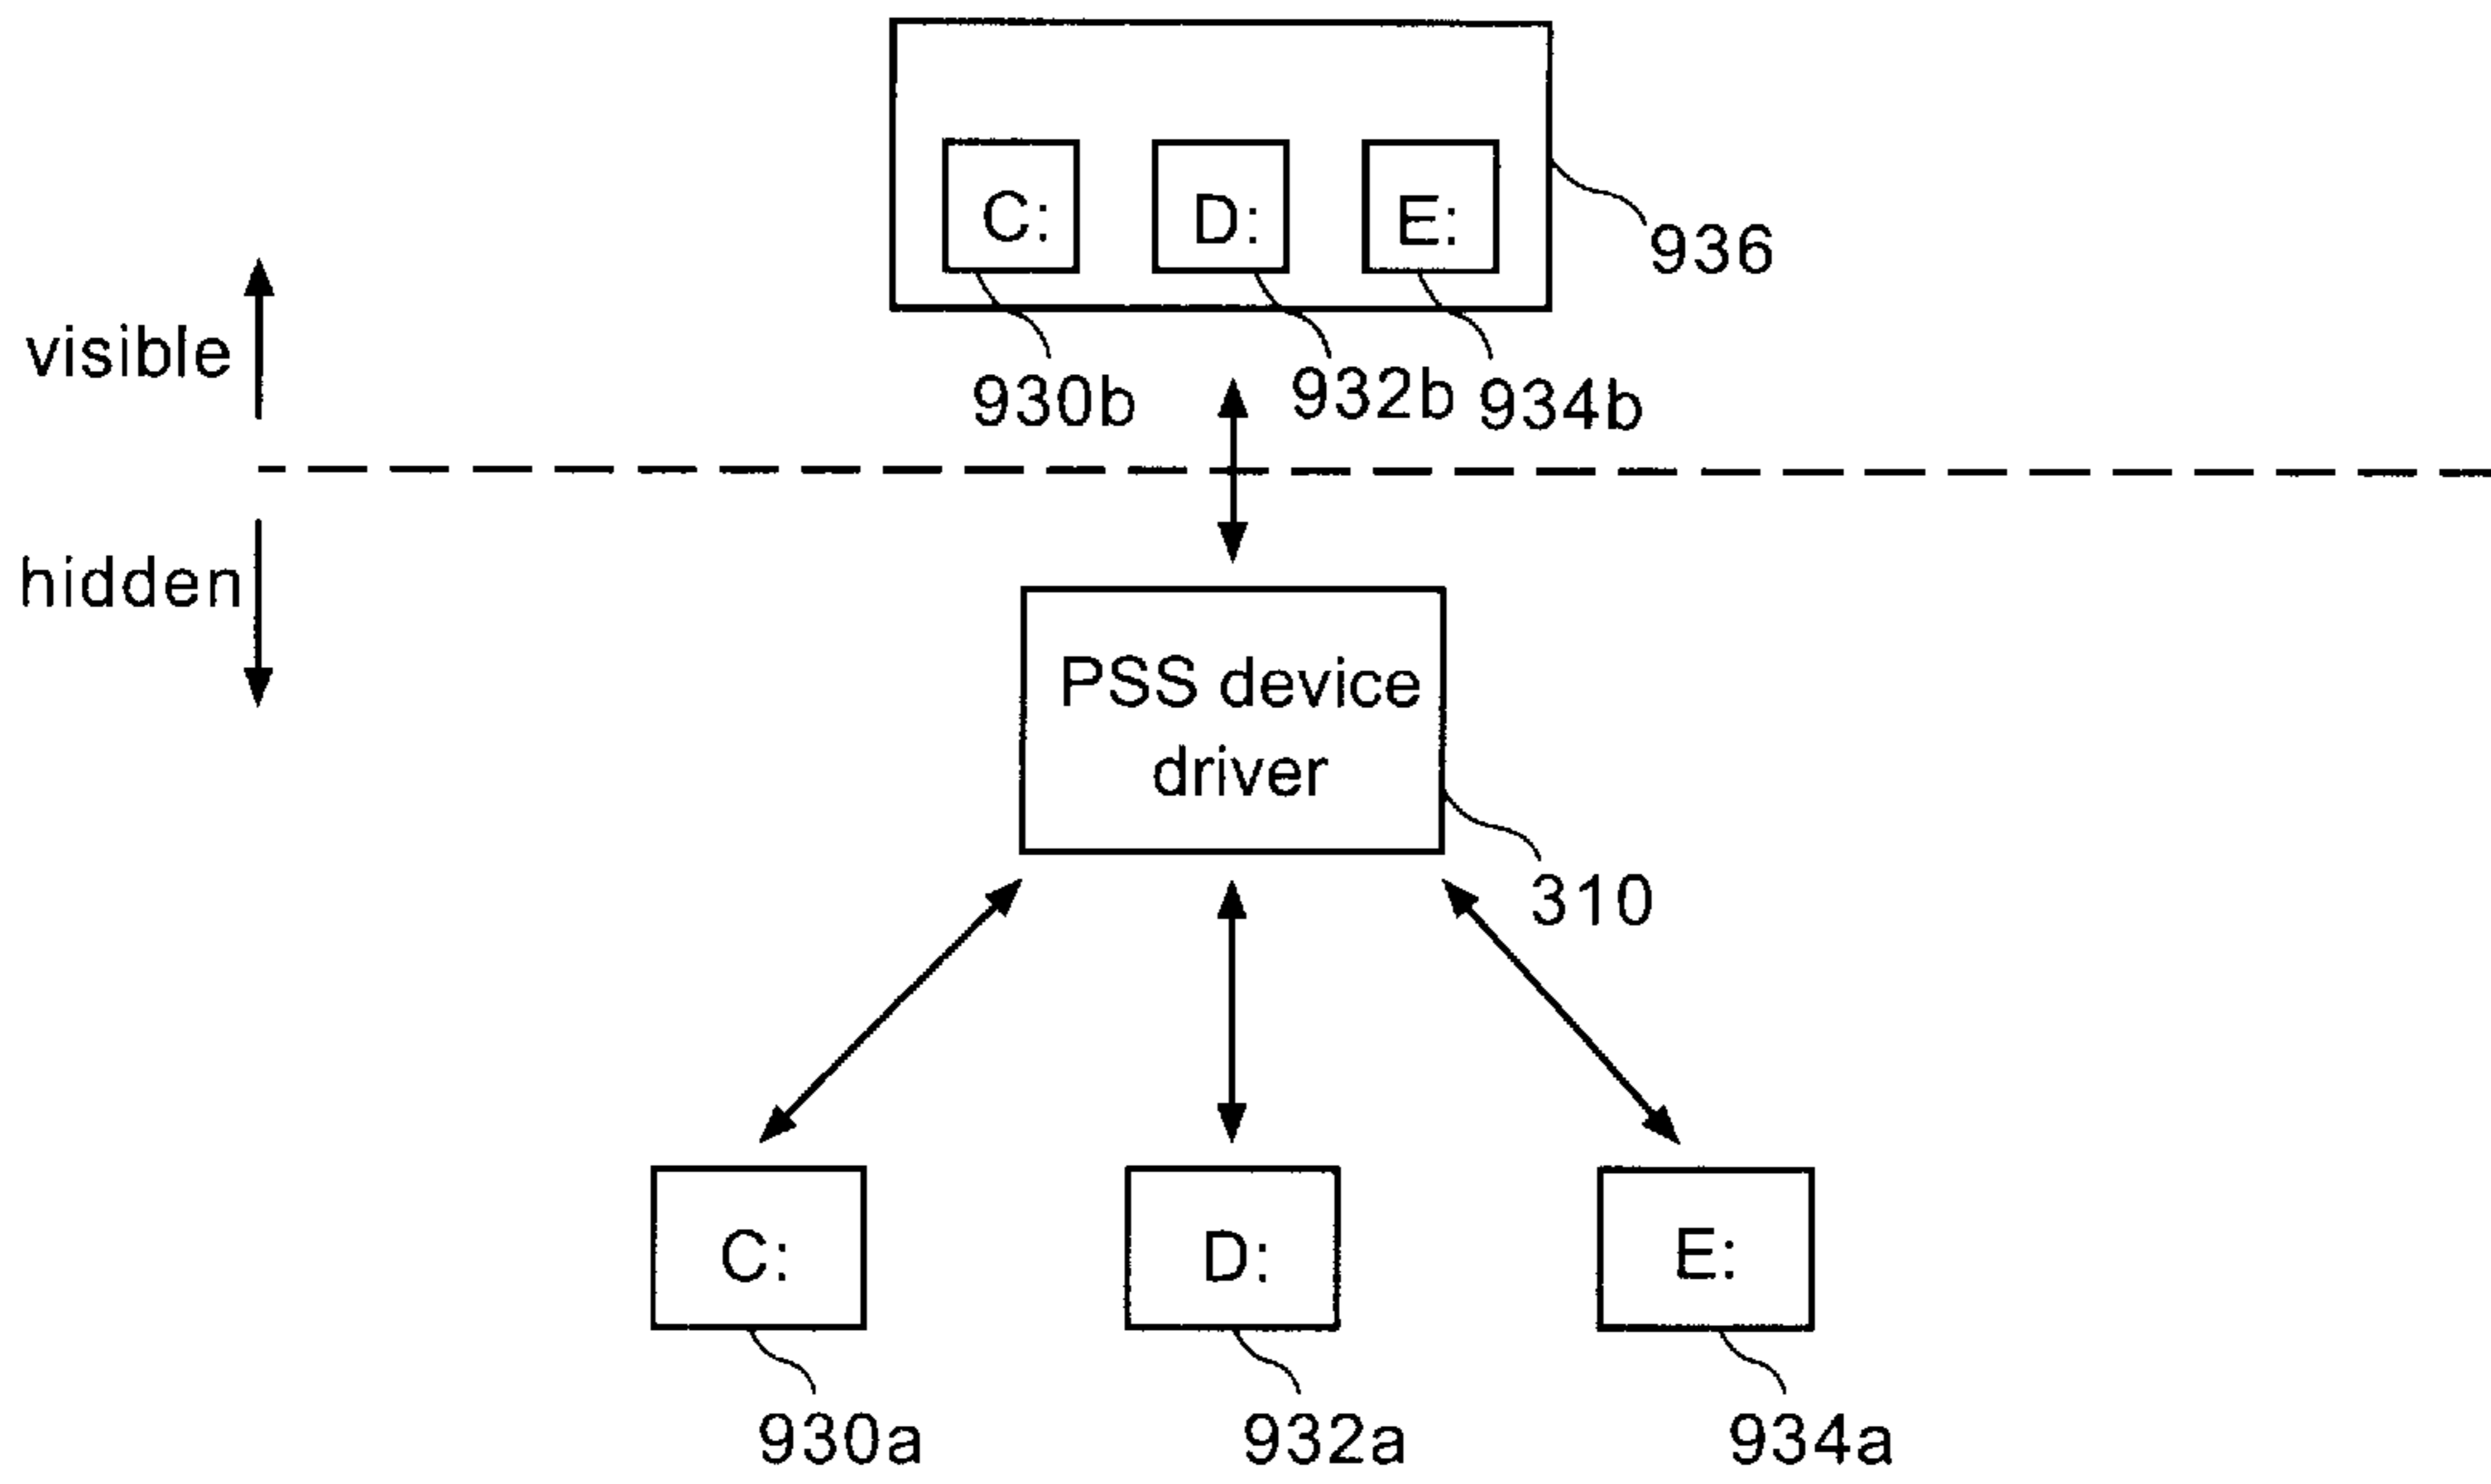 C: D: E:
936
visible
930b 932b 934b
hidden
PSS device
driver
310
C: D: E:
930a 932a 934a